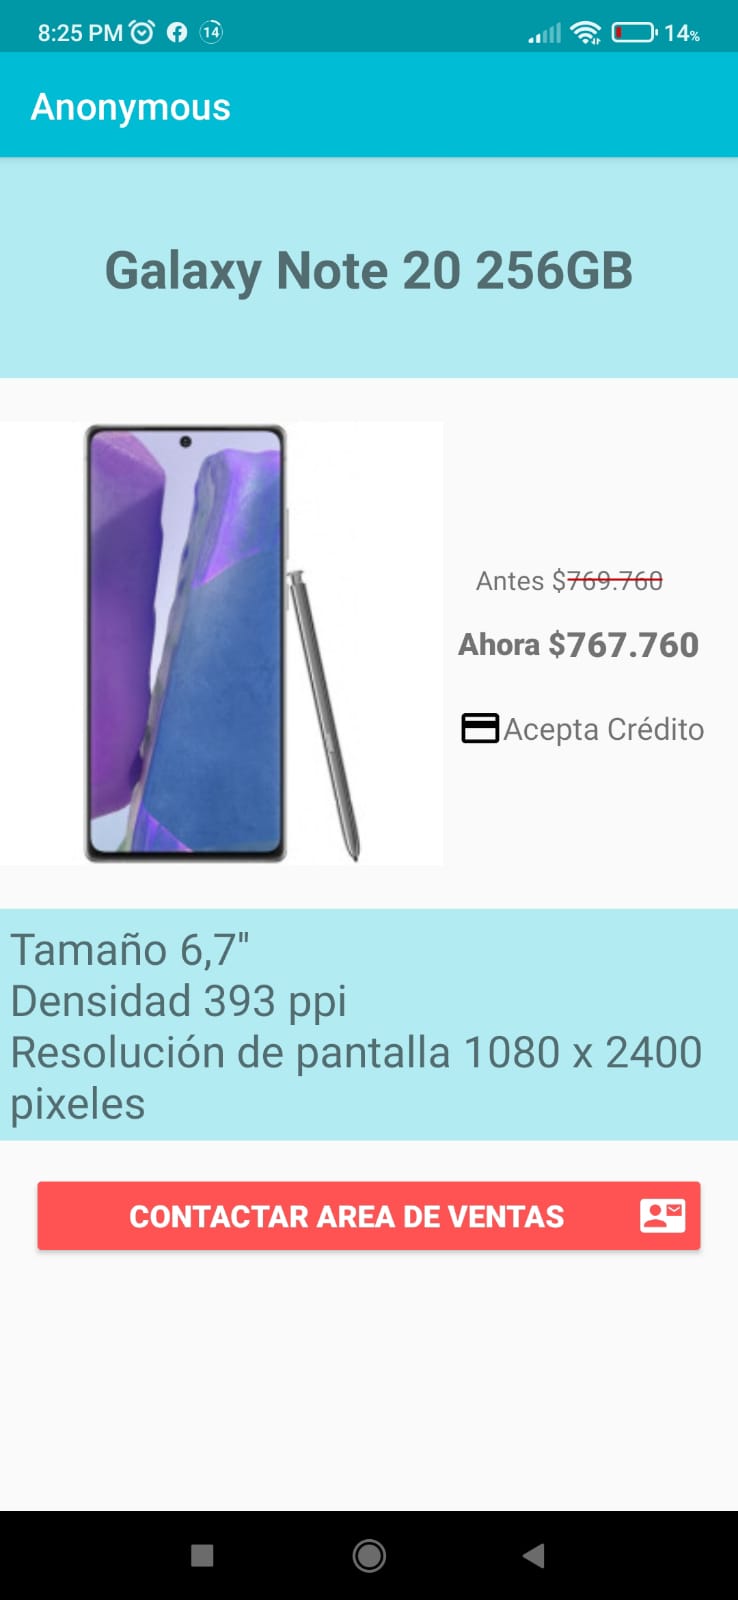 8:25 PM 14 14%
Anonymous
Galaxy Note 20 256GB
Antes $769.760
Ahora $767.760
Acepta Crédito
Tamaño 6,7"
Densidad 393 ppi
Resolución de pantalla 1080 x 2400
pixeles
CONTACTAR AREA DE VENTAS